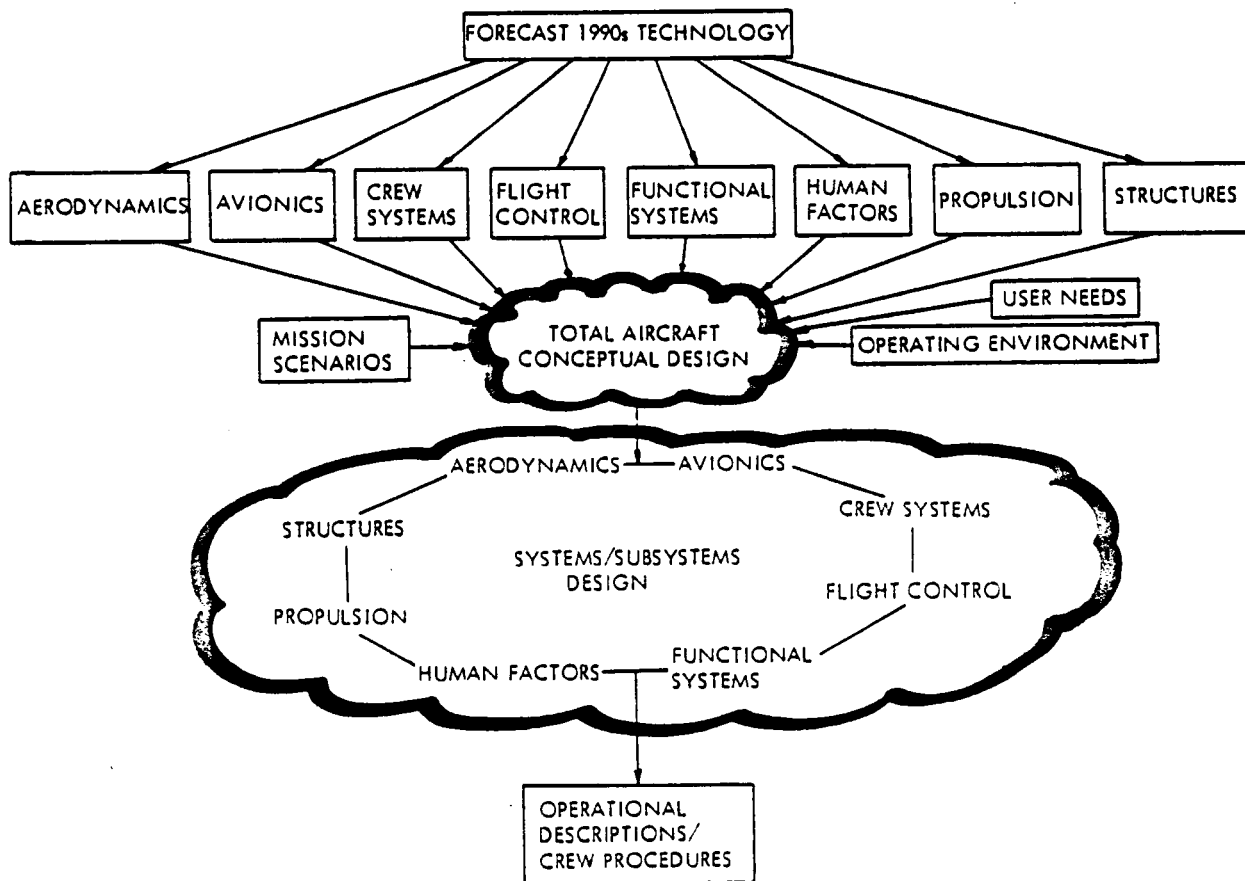 FORECAST 1990s TECHNOLOGY
AERODYNAMICS
AVIONICS
CREW
SYSTEMS
FLIGHT
CONTROL
FUNCTIONAL
SYSTEMS
HUMAN
FACTORS
PROPULSION
STRUCTURES
MISSION
SCENARIOS
TOTAL AIRCRAFT
CONCEPTUAL DESIGN
USER NEEDS
OPERATING ENVIRONMENT
AERODYNAMICS
AVIONICS
STRUCTURES
CREW SYSTEMS
SYSTEMS/SUBSYSTEMS
DESIGN
PROPULSION
FLIGHT CONTROL
HUMAN FACTORS
FUNCTIONAL
SYSTEMS
OPERATIONAL
DESCRIPTIONS/
CREW PROCEDURES